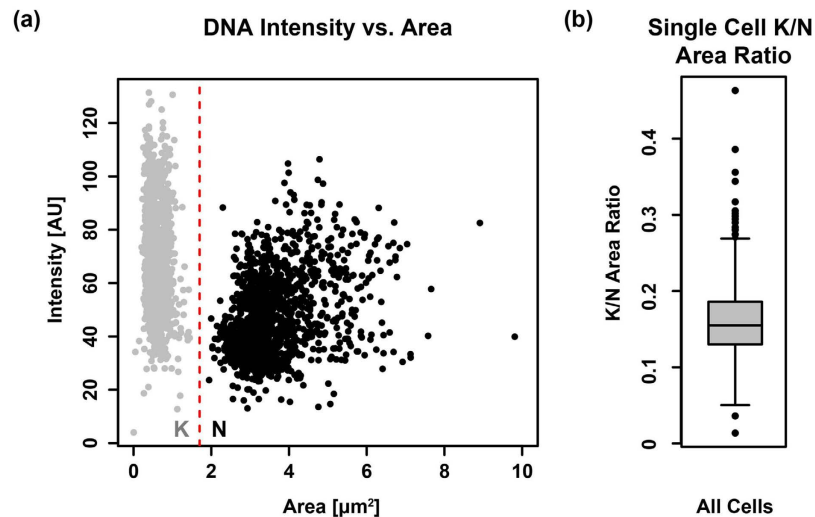 (a)
DNA Intensity vs. Area
Intensity [AU]
120
100
80
60
40
20
0
K N
0 2 4 6 8 10
Area [µm²]
(b)
Single Cell K/N
Area Ratio
K/N Area Ratio
0.4
0.3
0.2
0.1
0
All Cells